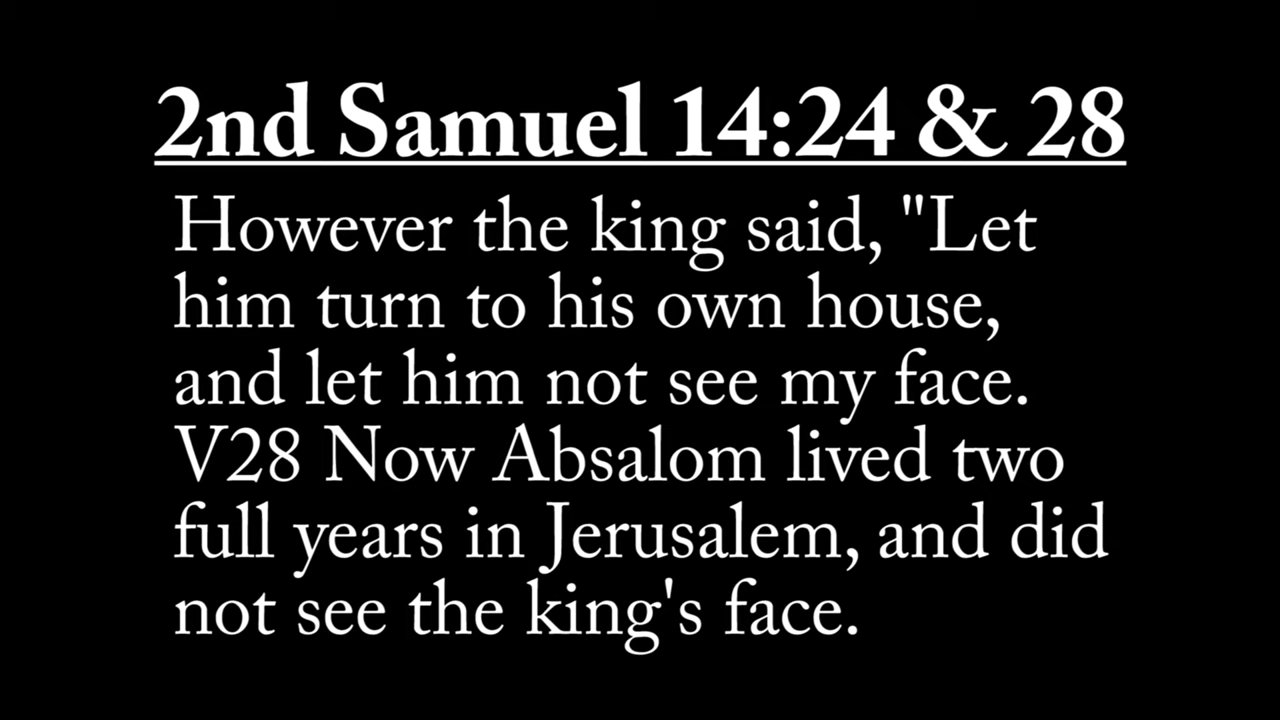 2nd Samuel 14:24 & 28
However the king said, "Let
him turn to his own house,
and let him not see my face.
V28 Now Absalom lived two
full years in Jerusalem, and did
not see the king's face.